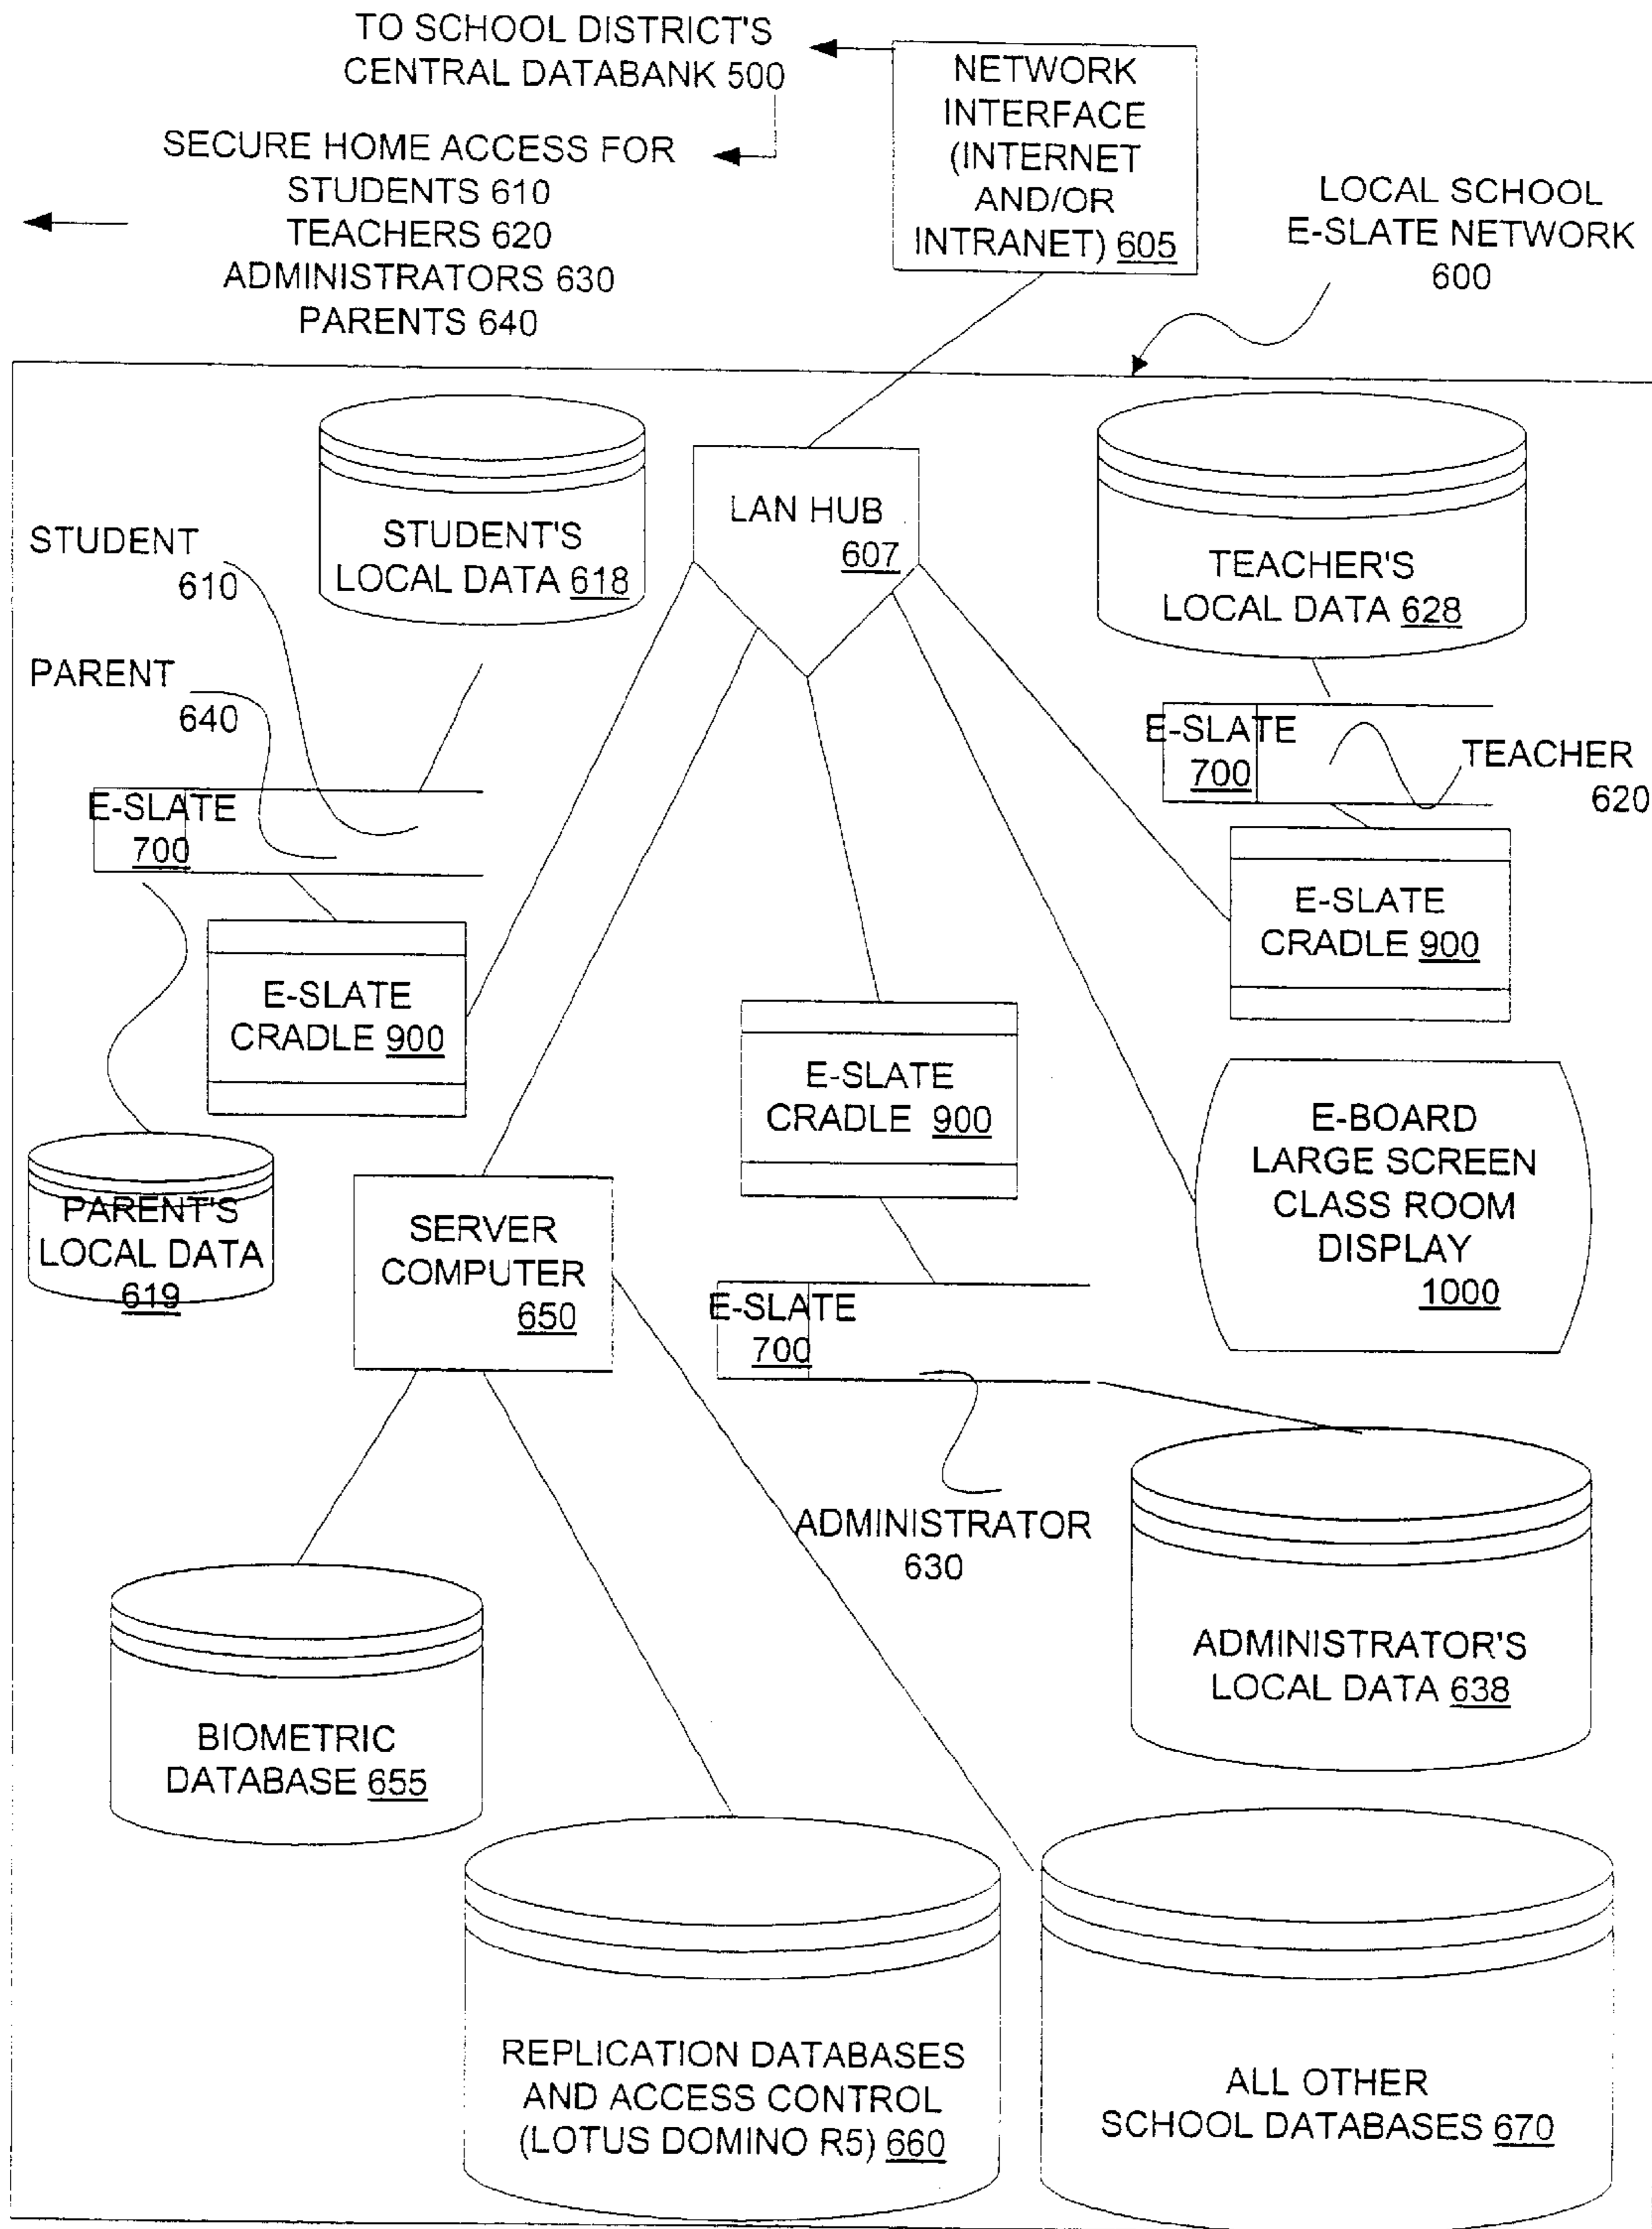 TO SCHOOL DISTRICT'S
CENTRAL DATABANK 500
SECURE HOME ACCESS FOR
STUDENTS 610
TEACHERS 620
ADMINISTRATORS 630
PARENTS 640
NETWORK
INTERFACE
(INTERNET
AND/OR
INTRANET) 605
LOCAL SCHOOL
E-SLATE NETWORK
600
STUDENT'S
LOCAL DATA 618
LAN HUB
607
TEACHER'S
LOCAL DATA 628
STUDENT
610
PARENT
640
E-SLATE
700
E-SLATE
700
TEACHER
620
E-SLATE
CRADLE 900
E-SLATE
CRADLE 900
E-SLATE
CRADLE 900
E-BOARD
LARGE SCREEN
CLASS ROOM
DISPLAY
1000
PARENT'S
LOCAL DATA
619
SERVER
COMPUTER
650
E-SLATE
700
ADMINISTRATOR
630
ADMINISTRATOR'S
LOCAL DATA 638
BIOMETRIC
DATABASE 655
REPLICATION DATABASES
AND ACCESS CONTROL
(LOTUS DOMINO R5) 660
ALL OTHER
SCHOOL DATABASES 670